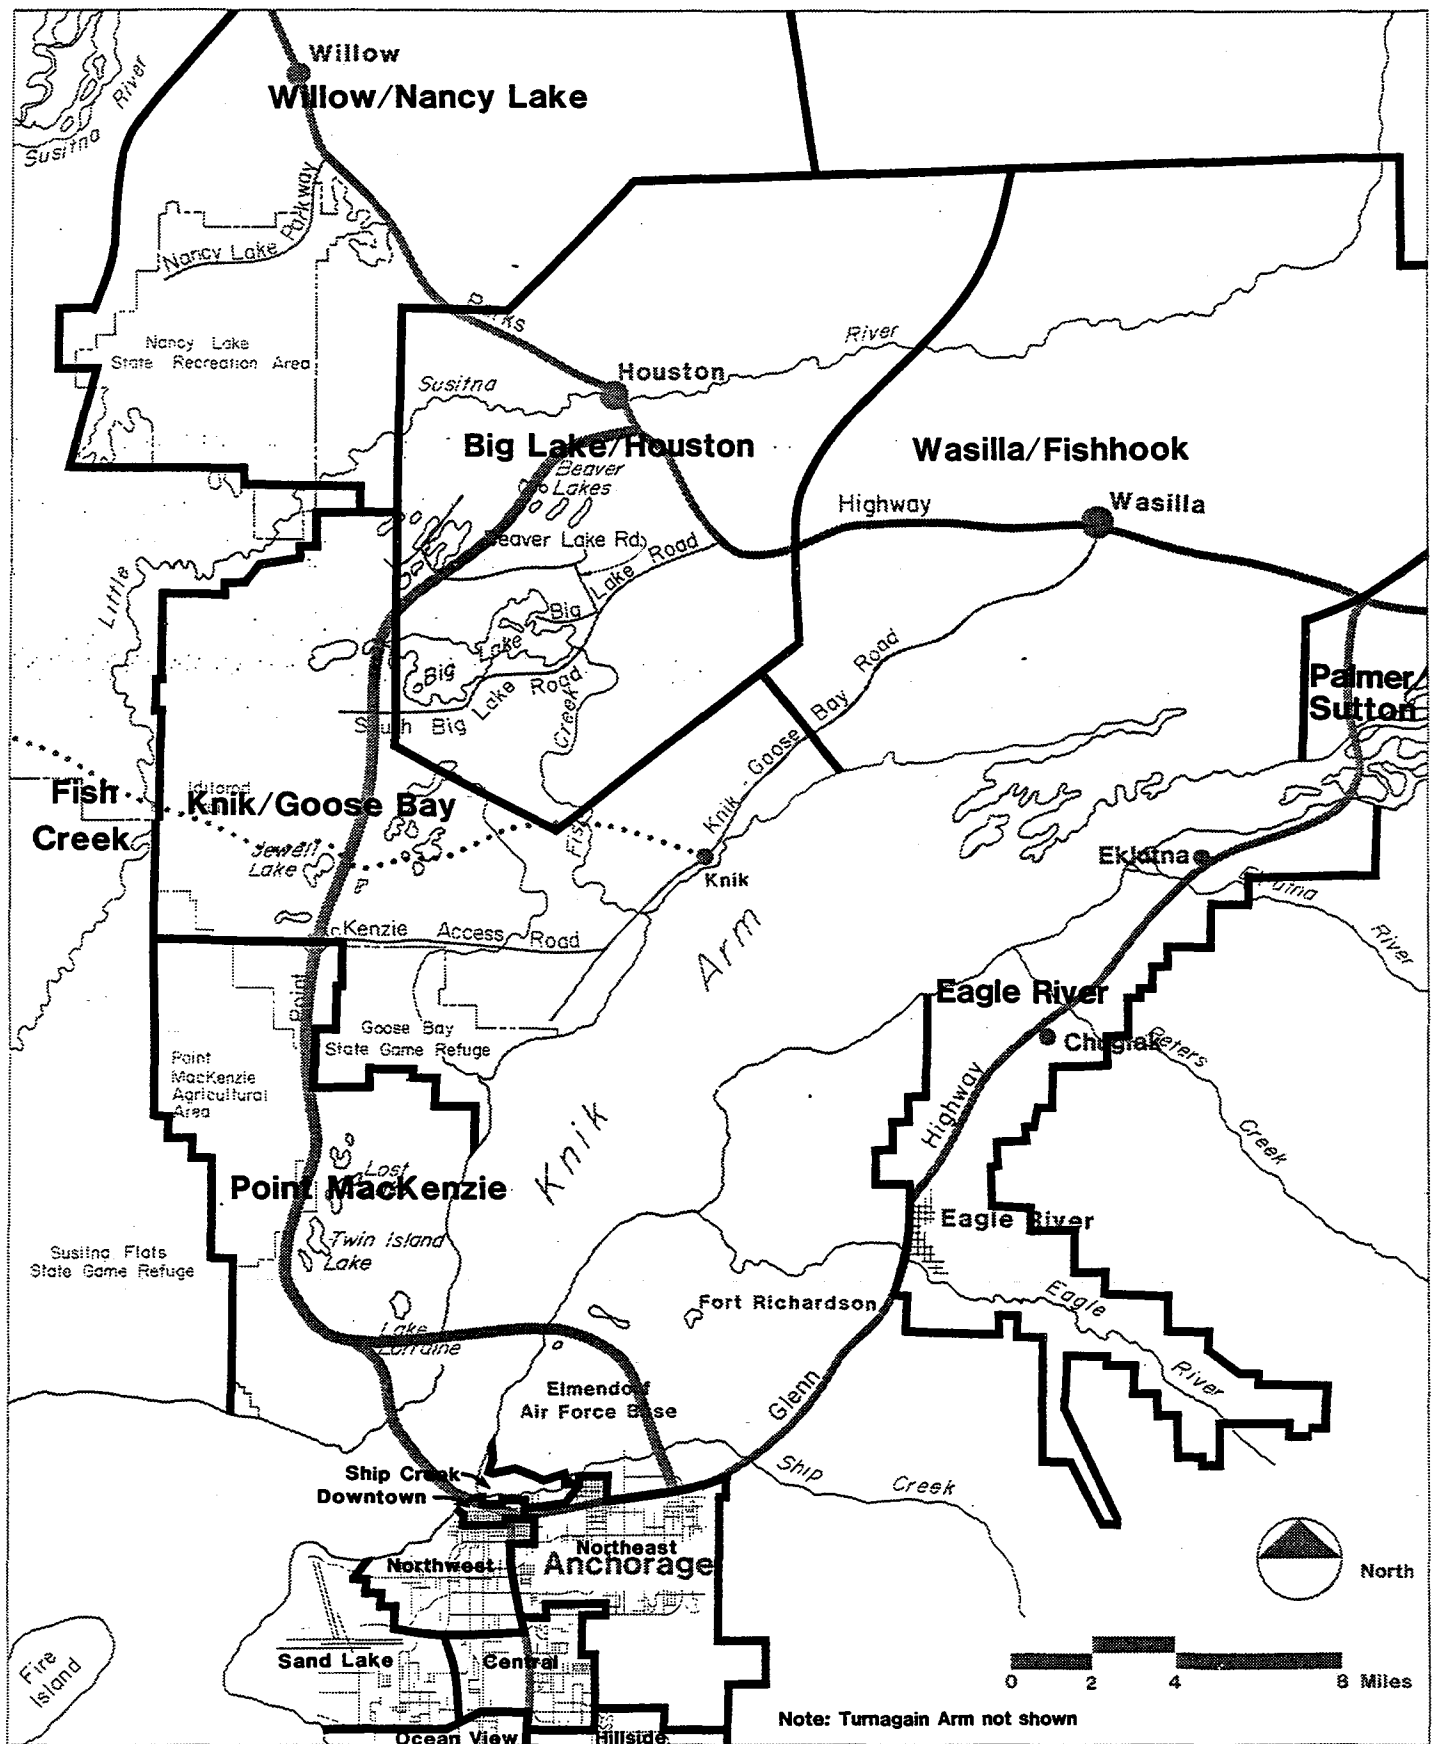 Willow
Willow/Nancy Lake
River
Susitna
Nancy Lake Parkway
Parks
Nancy Lake
State Recreation Area
River
Susitna
Houston
Big Lake/Houston
Wasilla/Fishhook
Beaver
Lakes
Highway
Wasilla
Beaver Lake Rd.
Lake Road
Little
Big
Lake
Big
Lake Road
South Big
Creek
Knik - Goose Bay Road
Palmer/
Sutton
Fish
Creek
Iditarod
Knik/Goose Bay
Jewell
Lake
Fish
Knik
Eklutna
Eklutna
River
Kenzie Access Road
Arm
Point
Eagle River
Goose Bay
State Game Refuge
Chugiak
Peters
Creek
Point
MacKenzie
Agricultural
Area
Highway
Knik
Lost
Point MacKenzie
Twin Island
Lake
Eagle River
Susitna Flats
State Game Refuge
Fort Richardson
Eagle
River
Lake
Lorraine
Elmendorf
Air Force Base
Glenn
Ship Creek
Downtown
Ship
Creek
Northwest
Northeast
Anchorage
North
Fire
Island
Sand Lake
Central
0 2 4 8 Miles
Note: Turnagain Arm not shown
Ocean View
Hillside